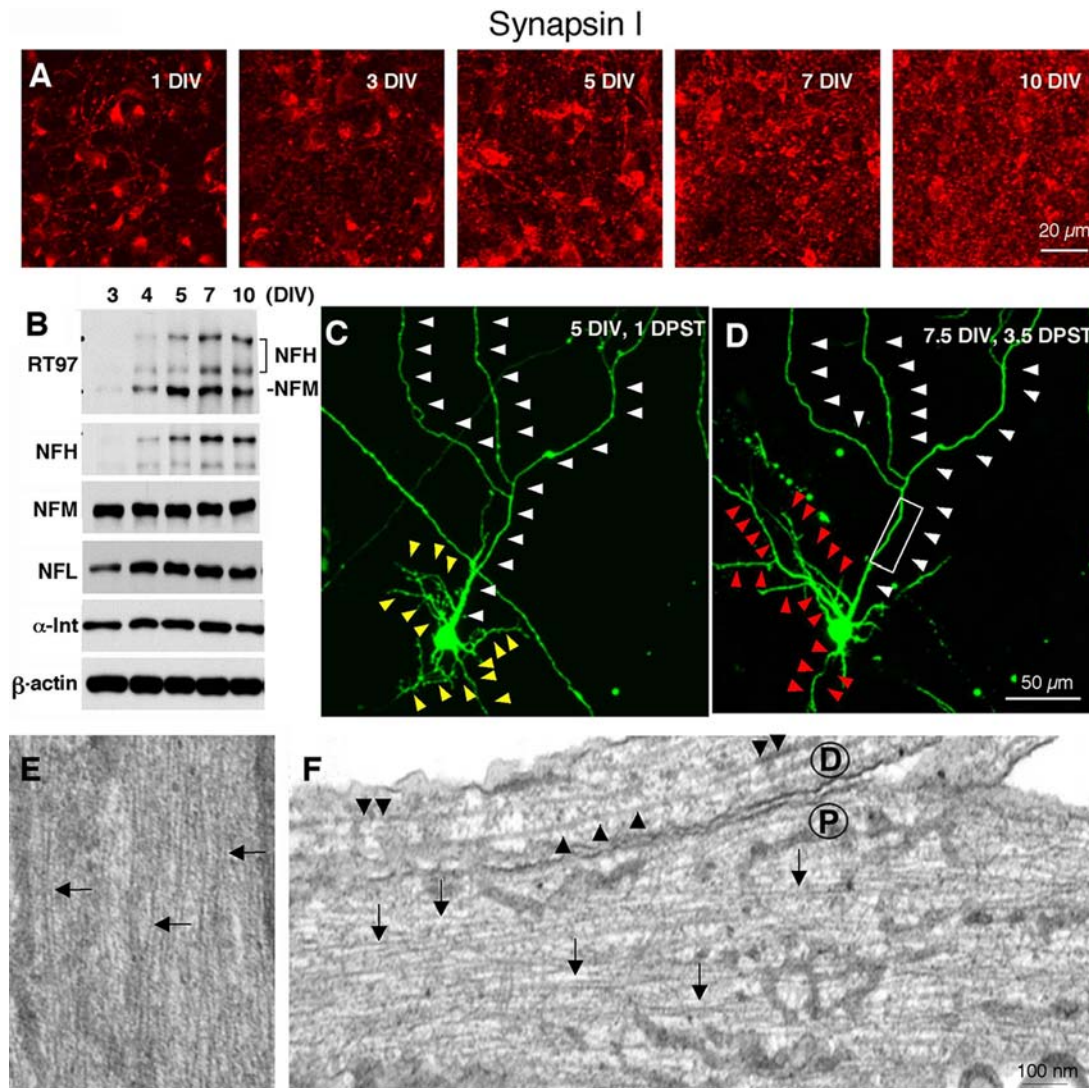 Synapsin I
A
1 DIV
3 DIV
5 DIV
7 DIV
10 DIV
20 µm
B
3 4 5 7 10 (DIV)
RT97
NFH
-NFM
NFH
NFM
NFL
α-Int
β-actin
C
5 DIV, 1 DPST
D
7.5 DIV, 3.5 DPST
50 µm
E
F
D
P
100 nm